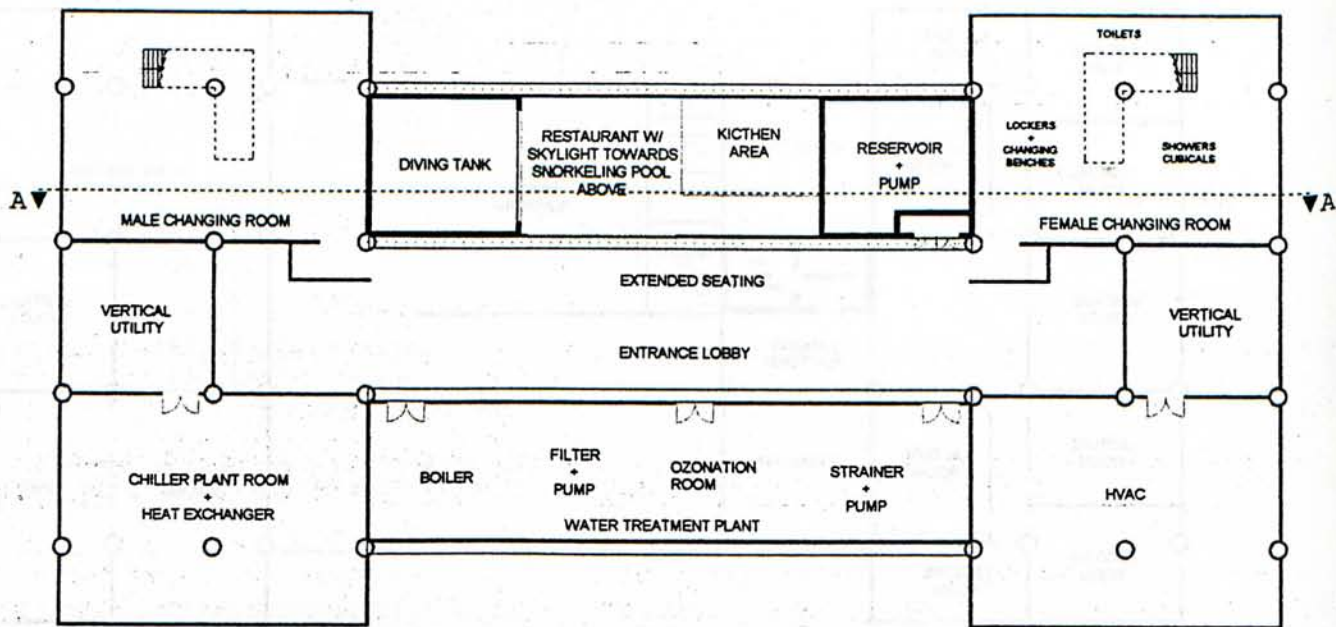 TOILETS
LOCKERS
+
CHANGING
BENCHES
SHOWERS
CUBICALS
DIVING TANK
RESTAURANT W/
SKYLIGHT TOWARDS
SNORKELING POOL
ABOVE
KICTHEN
AREA
RESERVOIR
+
PUMP
A
A
MALE CHANGING ROOM
FEMALE CHANGING ROOM
EXTENDED SEATING
VERTICAL
UTILITY
VERTICAL
UTILITY
ENTRANCE LOBBY
CHILLER PLANT ROOM
+
HEAT EXCHANGER
BOILER
FILTER
+
PUMP
OZONATION
ROOM
STRAINER
+
PUMP
HVAC
WATER TREATMENT PLANT